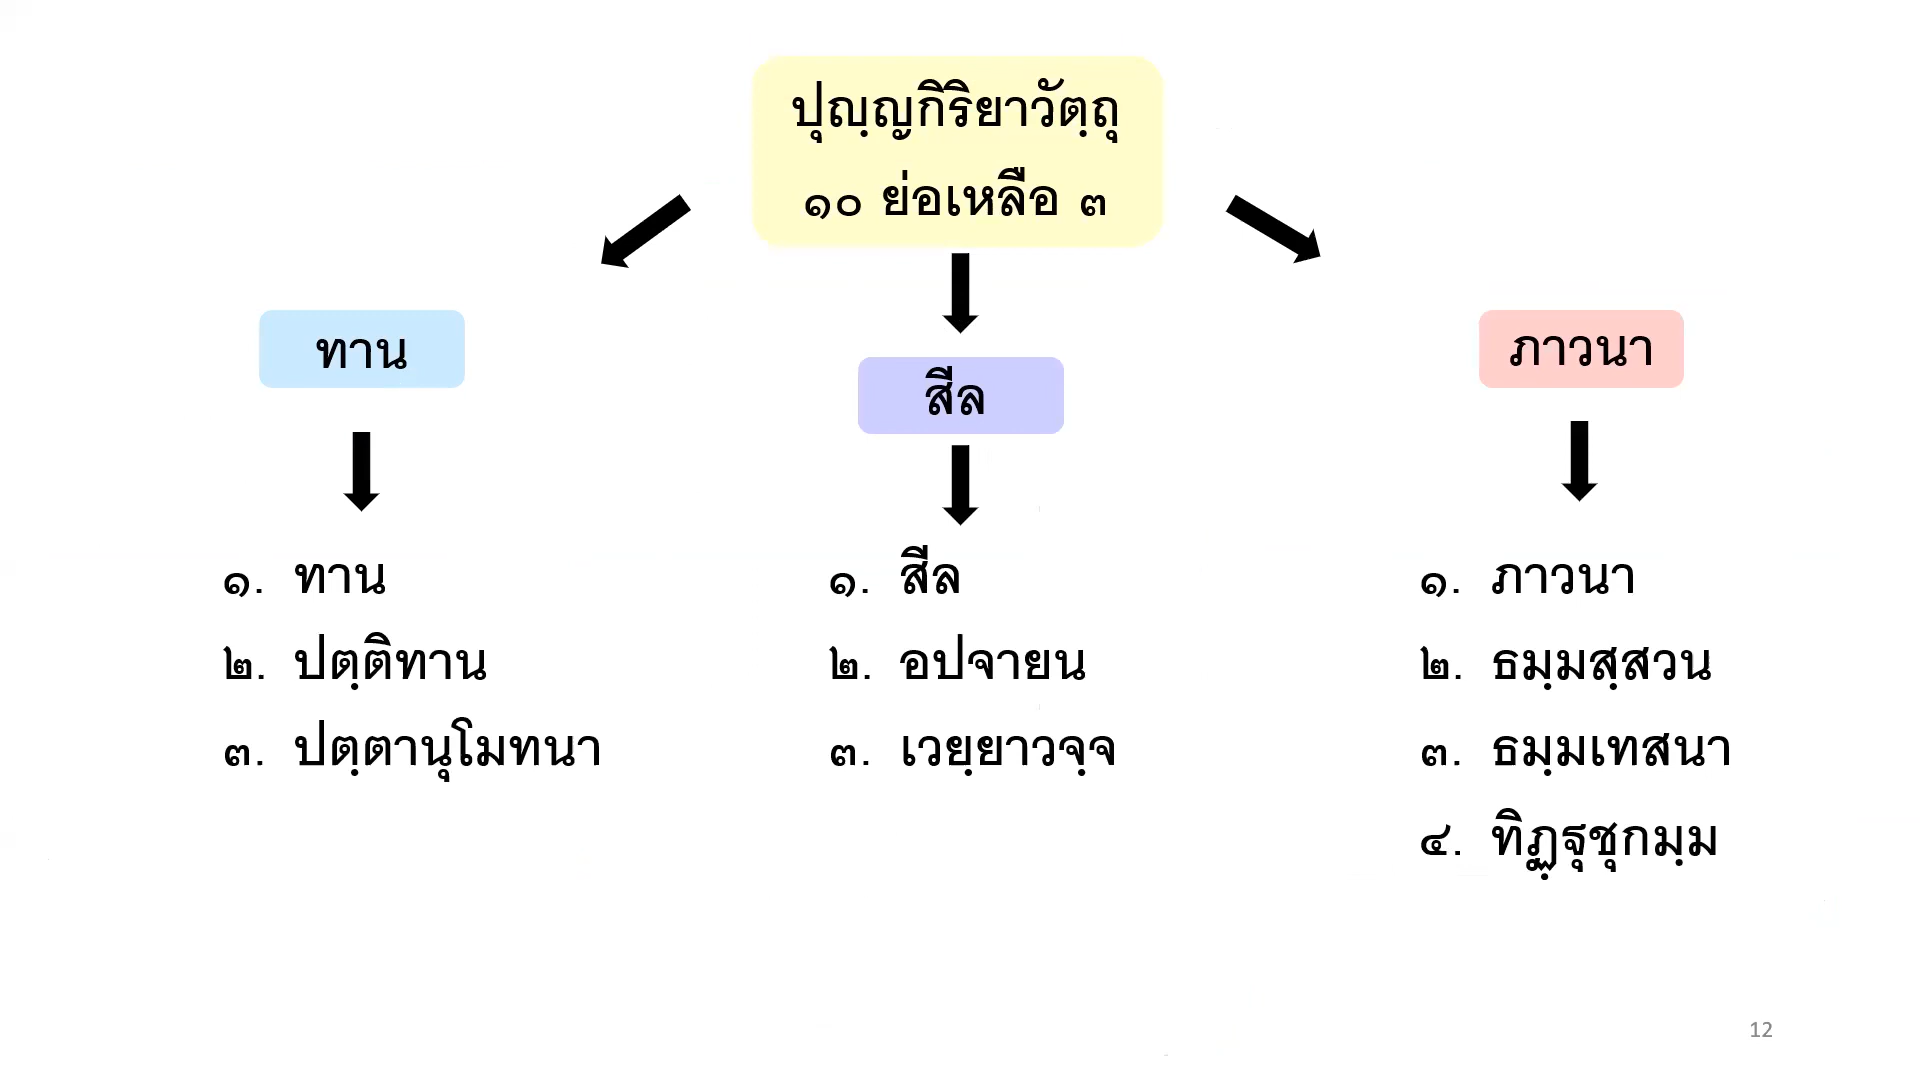 ปุญฺญกิริยาวัตฺถุ
๑๐ ย่อเหลือ ๓
ทาน
สีล
ภาวนา
๑. ทาน
๒. ปตฺติทาน
๓. ปตฺตานุโมทนา
๑. สีล
๒. อปจายน
๓. เวยฺยาวจฺจ
๑. ภาวนา
๒. ธมฺมสฺสวน
๓. ธมฺมเทสนา
๔. ทิฏฺฐุชุกมฺม
12